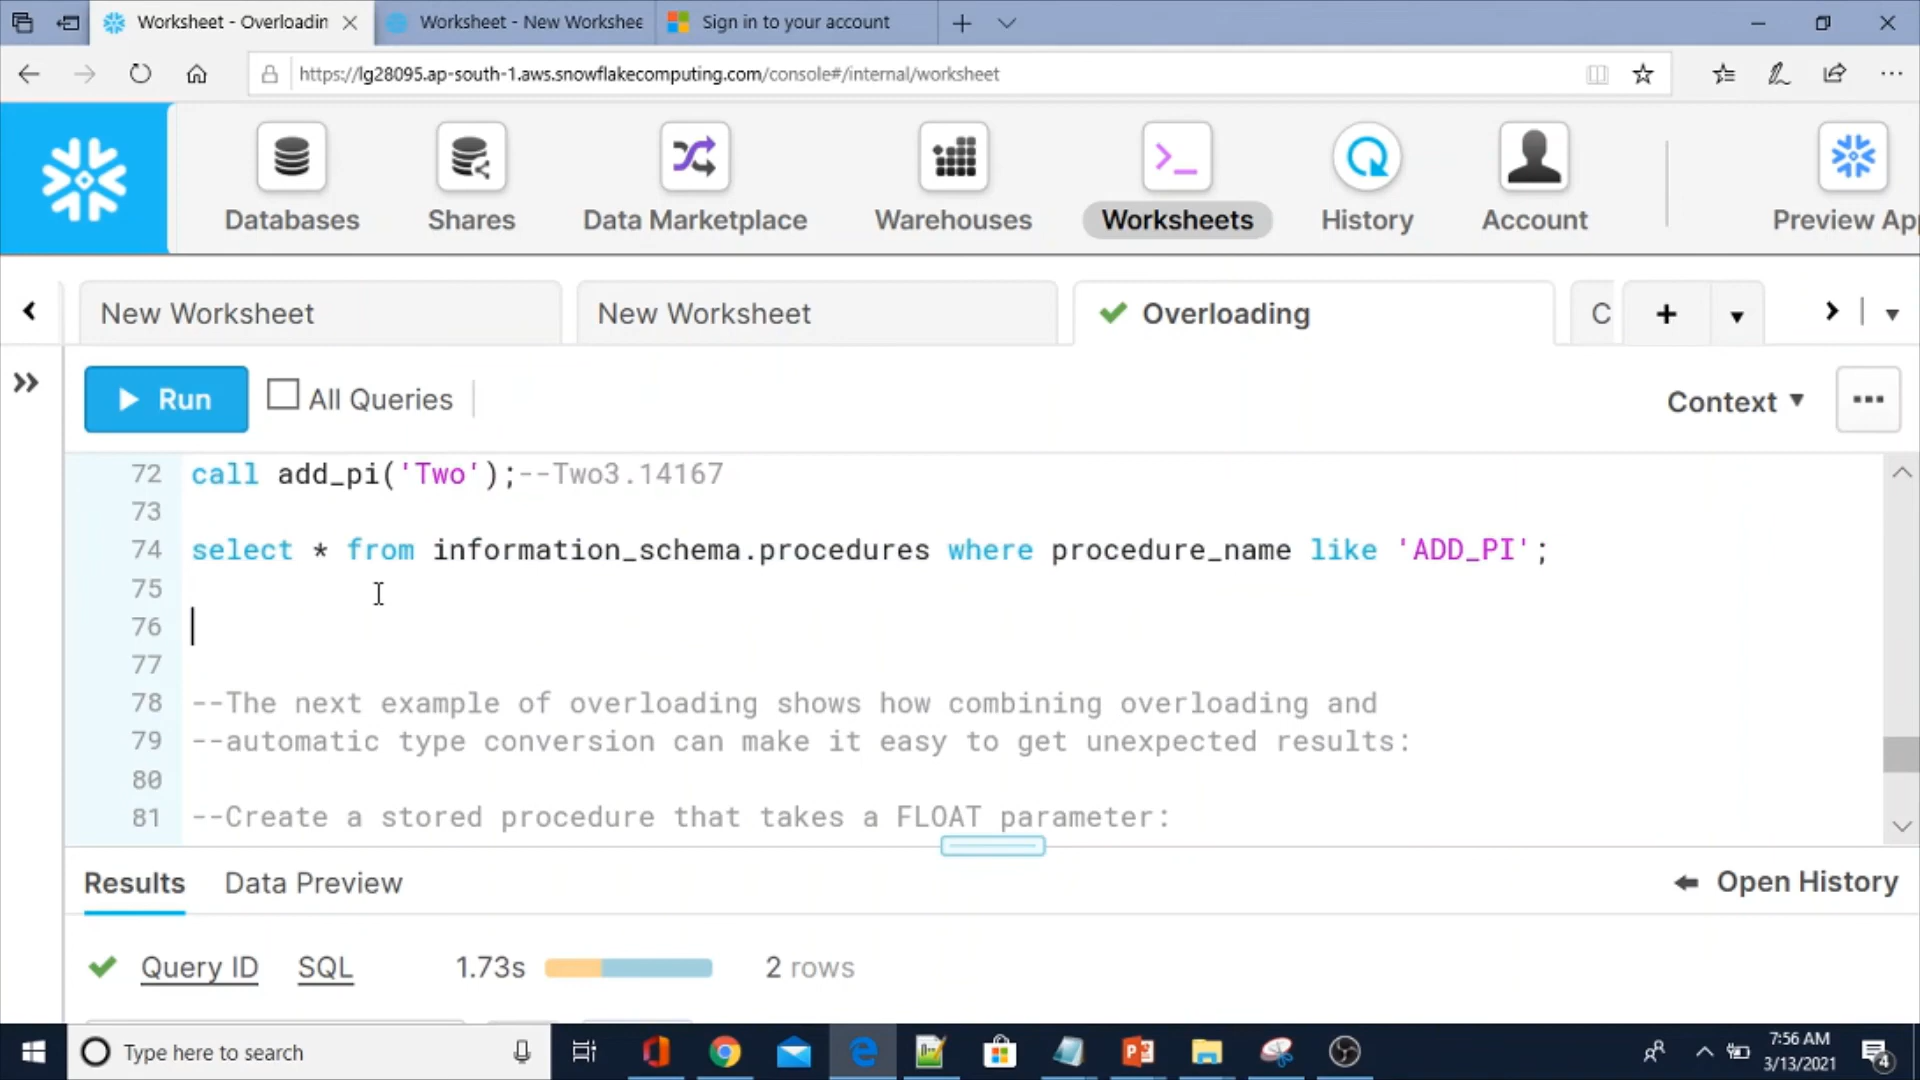 Worksheet - Overloadin
Worksheet - New Workshee
Sign in to your account
https://lg28095.ap-south-1.aws.snowflakecomputing.com/console#/internal/worksheet
Databases
Shares
Data Marketplace
Warehouses
Worksheets
History
Account
Preview Ap
New Worksheet
New Worksheet
Overloading
C
Run
All Queries
Context
72 call add_pi('Two');--Two3.14167
73
74 select * from information_schema.procedures where procedure_name like 'ADD_PI';
75
76
77
78 --The next example of overloading shows how combining overloading and
79 --automatic type conversion can make it easy to get unexpected results:
80
81 --Create a stored procedure that takes a FLOAT parameter:
Results
Data Preview
Open History
Query ID
SQL
1.73s
2 rows
Type here to search
7:56 AM
3/13/2021
4